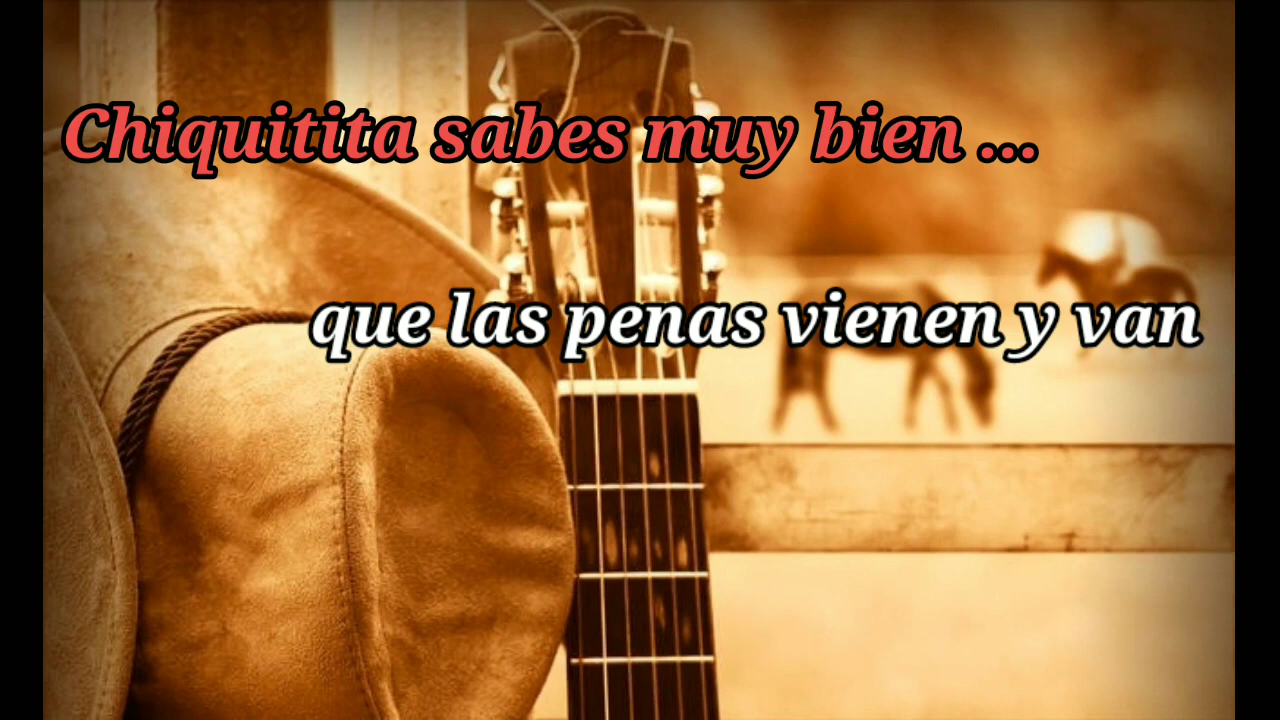 Chiquitita sabes muy bien ...
que las penas vienen y van